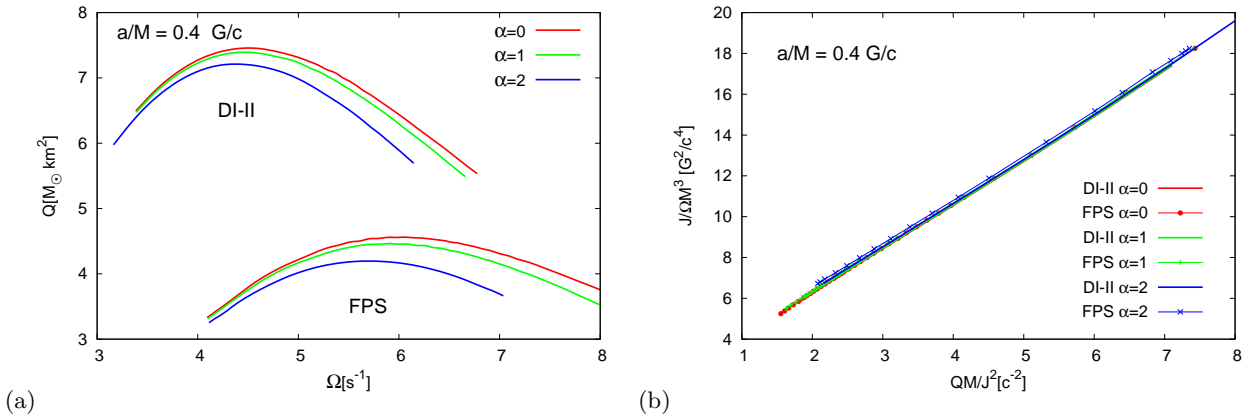 a/M = 0.4 G/c
α=0
α=1
α=2
DI-II
FPS
Q[M⊙ km²]
8
7
6
5
4
3
3 4 5 6 7 8
Ω[s⁻¹]
(a)
a/M = 0.4 G/c
J/ΩM³ [G²/c⁴]
20
18
16
14
12
10
8
6
4
DI-II α=0
FPS α=0
DI-II α=1
FPS α=1
DI-II α=2
FPS α=2
1 2 3 4 5 6 7 8
QM/J²[c⁻²]
(b)